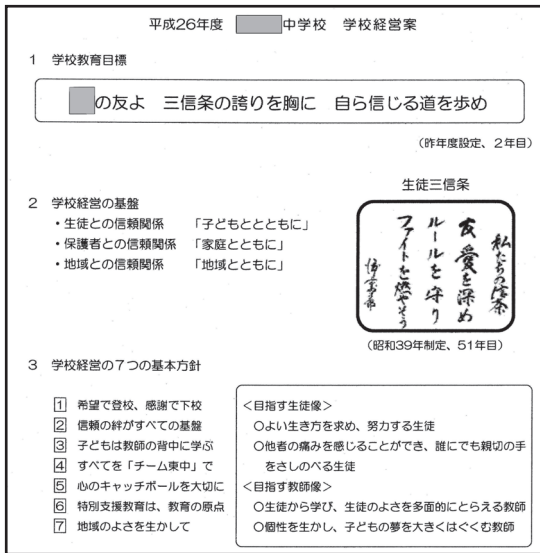 平成26年度 中学校 学校経営案
1 学校教育目標
の友よ 三信条の誇りを胸に 自ら信じる道を歩め
(昨年度設定、2年目)
2 学校経営の基盤
・生徒との信頼関係 「子どもととともに」
・保護者との信頼関係 「家庭とともに」
・地域との信頼関係 「地域とともに」
生徒三信条
私たちの信条
友愛を深め
ルールを守り
ファイトを燃やそう
(昭和39年制定、51年目)
3 学校経営の7つの基本方針
1 希望で登校、感謝で下校
2 信頼の絆がすべての基盤
3 子どもは教師の背中に学ぶ
4 すべてを「チーム東中」で
5 心のキャッチボールを大切に
6 特別支援教育は、教育の原点
7 地域のよさを生かして
<目指す生徒像>
○よい生き方を求め、努力する生徒
○他者の痛みを感じることができ、誰にでも親切の手
をさしのべる生徒
<目指す教師像>
○生徒から学び、生徒のよさを多面的にとらえる教師
○個性を生かし、子どもの夢を大きくはぐくむ教師